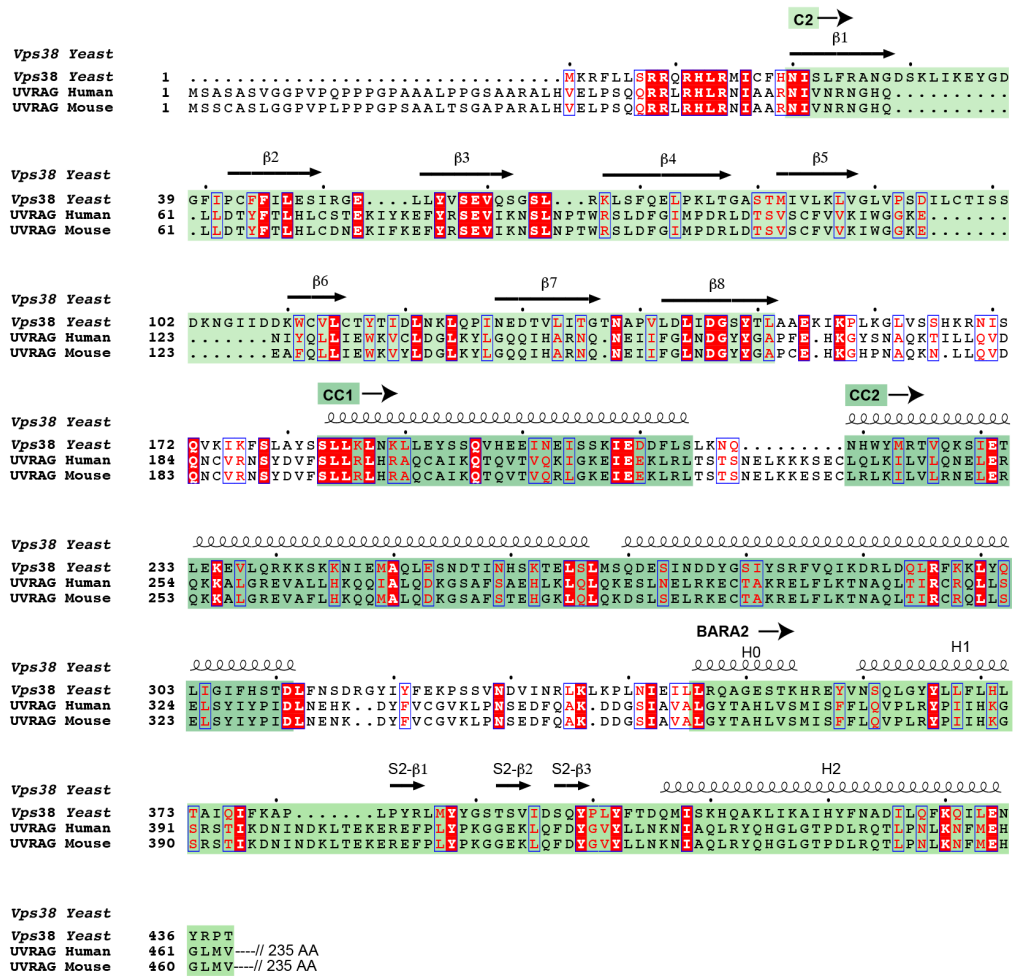 C2
β1
Vps38 Yeast
Vps38 Yeast 1 ................................MKRFLLSRRQRHLRMICFHNISLFRANGDSKLIKEYGD
UVRAG Human 1 MSASASVGGPVPQPPPGPAAALPPGSAARALHVELPSQQRRLRHLRNIAARNIVNRNGHQ..........
UVRAG Mouse 1 MSSCASLGPVPLPPPPGPSAALTSGAPARALHVELPSQQRRLRHLRNIAARNIVNRNGHQ..........
β2 β3 β4 β5
Vps38 Yeast
Vps38 Yeast 39 GFIPCFFILESIRGE....LLYVSEVQSGSL...RKLSFQELPKLTGASTMIVLKLVGLVPSDILCTISS
UVRAG Human 61 .LLDTYFTLHLCSTEKIYKEFYRSEVIKNSLNPTWRSLDFGIMPDRLDTSVSCFVVKIWGGKE.......
UVRAG Mouse 61 .LLDTYFTLHLCDNEKIFKEFYRSEVIKNSLNPTWRSLDFGIMPDRLDTSVSCFVVKIWGGKE.......
β6 β7 β8
Vps38 Yeast
Vps38 Yeast 102 DKNGIIDDKWCVLCTYTIDLNKLQPINEDTVLITGTNAPVLDLIDGSYTLAAEKIKPLKGLVSSHKRNIS
UVRAG Human 123 .......NIYQLLIEWKVCLDGLKYLGQQIHARNQ.NEIIFGLNDGYYGAPFE.HKGYSNAQKTILLQVD
UVRAG Mouse 123 .......EAFQLLIEWKVYLDGLKYLGQQIHARNQ.NEIIFGLNDGYYGAPCE.HKGHPNAQKN.LLQVD
CC1 CC2
Vps38 Yeast
Vps38 Yeast 172 QVKIKFSLAYSSLLKLNKLLEYSSQVHEEINEISSKIEDDFLSLKNQ.........NHWYMRTVQKSIET
UVRAG Human 184 QNCVRNSYDVFSLLRLHRAQCAIKQTQVTVQKIGKEIEEKLRLTSTSNELKKKSECLQLKILVLQNELER
UVRAG Mouse 183 QNCVRNSYDVFSLLRLHRAQCAIKQTQVTVQRLGKEIEEKLRLTSTSNELKKESECLRLKILVLRNELER
Vps38 Yeast
Vps38 Yeast 233 LEKEVLQRKKSKKNIEMAQLESNDTINHSKTELSLMSQDESINDDYGSIYSRFVQIKDRLDQLRFKKLYQ
UVRAG Human 254 QKKALGREVALLHKQQIALQDKGSAFSAEHLKLQLQKESLNELRKECTAKRELFLKTNAQLTIRCRQLLS
UVRAG Mouse 253 QKKALGREVAFLHKQQMALQDKGSAFSTEHGKLQLQKDSLSELRKECTAKRELFLKTNAQLTIRCRQLLS
BARA2
H0 H1
Vps38 Yeast
Vps38 Yeast 303 LIGIFHSTDLFNSDRGYIYFEKPSSVNDVINRLKLKPLNIEILLRQAGESTKHREYVNSQLGYYLLFLHL
UVRAG Human 324 ELSYIYPIDLNENHK..DYFVCGVKLPNSEDFQAK.DDGSIAVALGYTAHLVSMISFFLQVPLRYPIIHKG
UVRAG Mouse 323 ELSYIYPIDLNENKK..DYFVCGVKLPNSEDFQAK.DDGSIAVALGYTAHLVSMISFFLQVPLRYPIIHKG
S2-β1 S2-β2 S2-β3 H2
Vps38 Yeast
Vps38 Yeast 373 TAIQIFKAP.......LPYRLMYYGSTSVIDSQYPLYFTDQMISKHQAKLIKAIHYFNADILQFKQILEN
UVRAG Human 391 SRSTIKDNINDKLTEKEREFPLYPKGGEKLQFDYGVYLLNKNIAQLRYQHGLGTPDLRQTLPNLKNFMEH
UVRAG Mouse 390 SRSTIKDNINDKLTEKEREFPLYPKGGEKLQFDYGVYLLNKNIAQLRYQHGLGTPDLRQTLPNLKNFMEH
Vps38 Yeast
Vps38 Yeast 436 YRPT
UVRAG Human 461 GLMV----// 235 AA
UVRAG Mouse 460 GLMV----// 235 AA